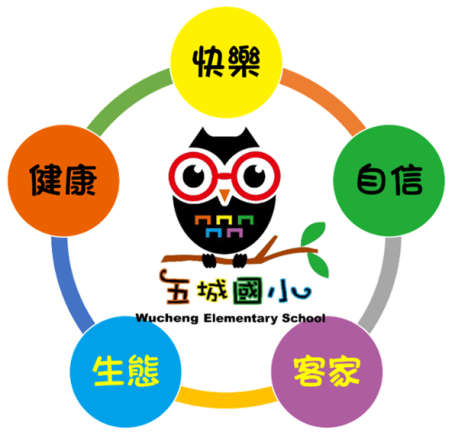 快樂
健康
自信
五城國小
Wucheng Elementary School
生態
客家